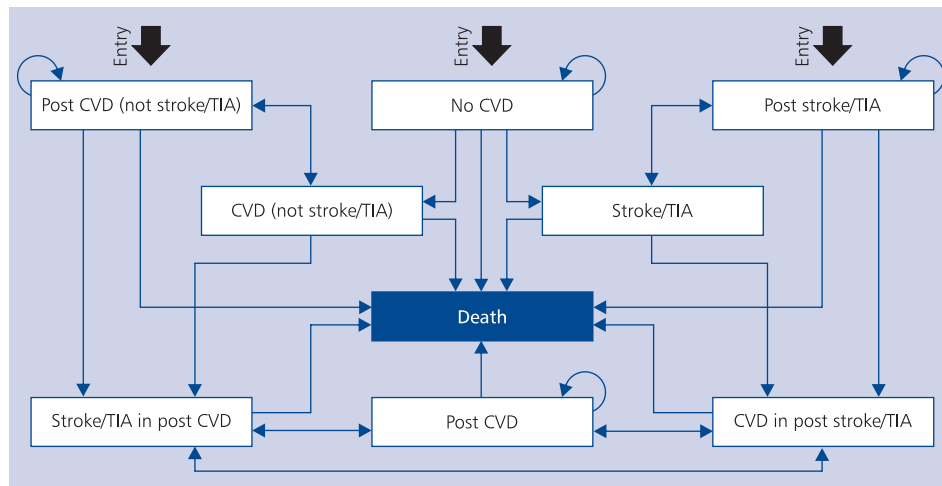 Entry
Entry
Entry
Post CVD (not stroke/TIA)
No CVD
Post stroke/TIA
CVD (not stroke/TIA)
Stroke/TIA
Death
Stroke/TIA in post CVD
Post CVD
CVD in post stroke/TIA